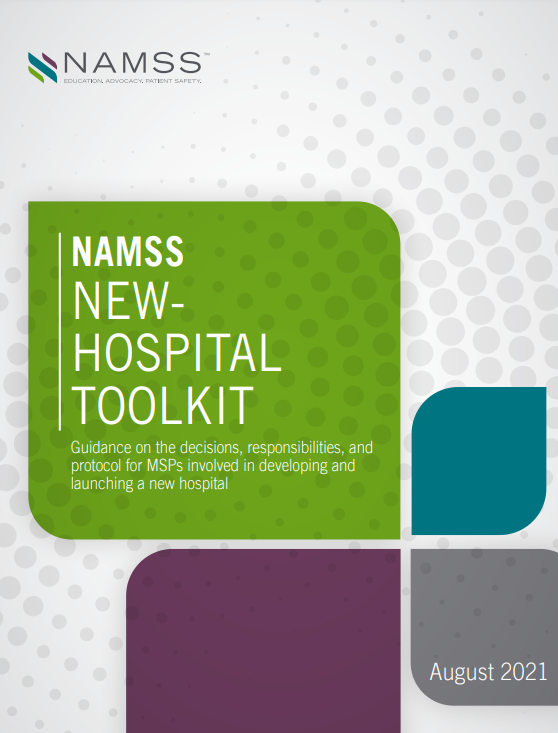 NAMSS™
EDUCATION. ADVOCACY. PATIENT SAFETY.
NAMSS
NEW-
HOSPITAL
TOOLKIT
Guidance on the decisions, responsibilities, and
protocol for MSPs involved in developing and
launching a new hospital
August 2021